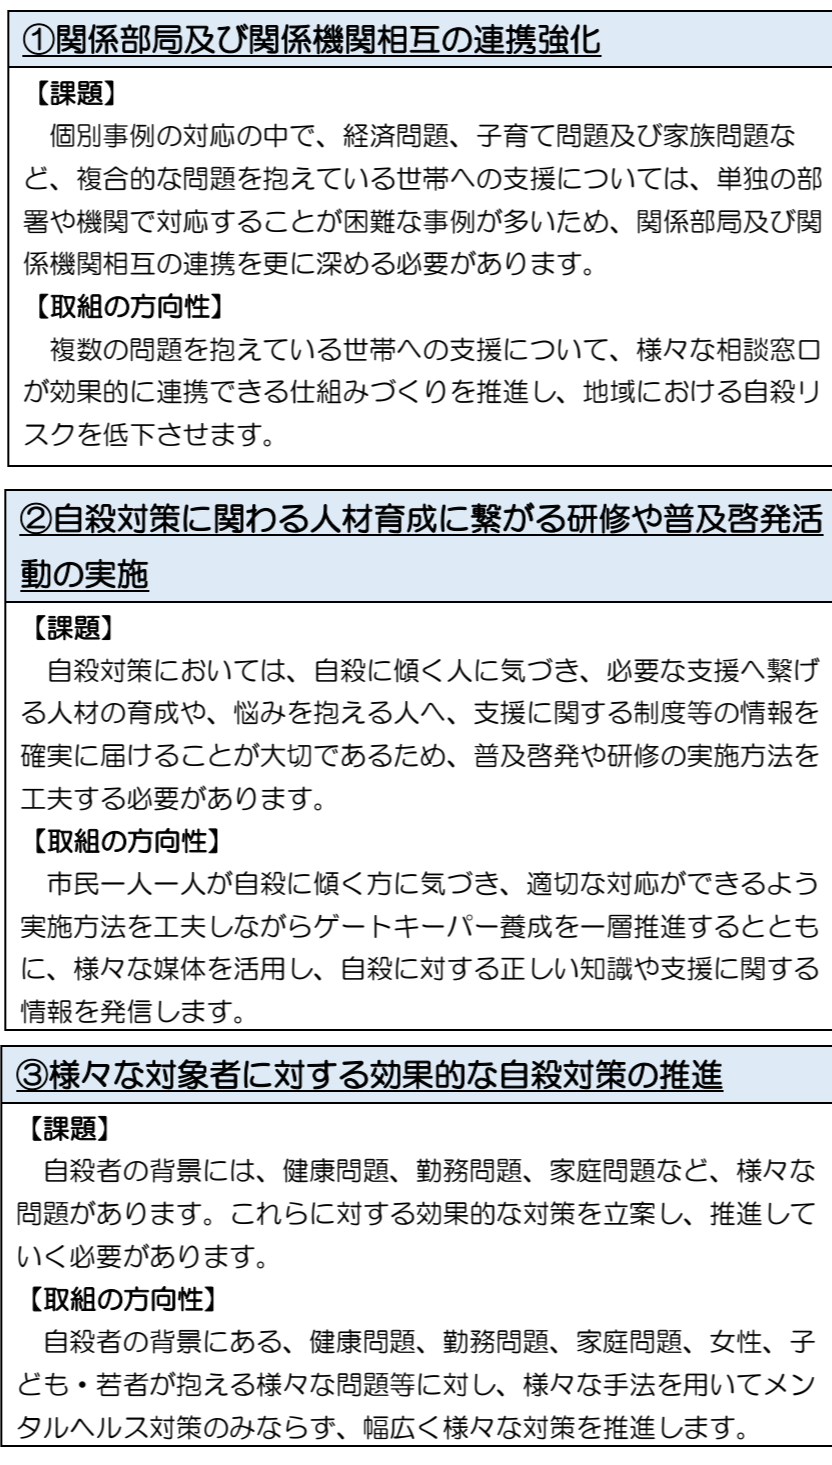 ①関係部局及び関係機関相互の連携強化
【課題】
　個別事例の対応の中で、経済問題、子育て問題及び家族問題な
ど、複合的な問題を抱えている世帯への支援については、単独の部
署や機関で対応することが困難な事例が多いため、関係部局及び関
係機関相互の連携を更に深める必要があります。
【取組の方向性】
　複数の問題を抱えている世帯への支援について、様々な相談窓口
が効果的に連携できる仕組みづくりを推進し、地域における自殺リ
スクを低下させます。
②自殺対策に関わる人材育成に繋がる研修や普及啓発活
動の実施
【課題】
　自殺対策においては、自殺に傾く人に気づき、必要な支援へ繋げ
る人材の育成や、悩みを抱える人へ、支援に関する制度等の情報を
確実に届けることが大切であるため、普及啓発や研修の実施方法を
工夫する必要があります。
【取組の方向性】
　市民一人一人が自殺に傾く方に気づき、適切な対応ができるよう
実施方法を工夫しながらゲートキーパー養成を一層推進するととも
に、様々な媒体を活用し、自殺に対する正しい知識や支援に関する
情報を発信します。
③様々な対象者に対する効果的な自殺対策の推進
【課題】
　自殺者の背景には、健康問題、勤務問題、家庭問題など、様々な
問題があります。これらに対する効果的な対策を立案し、推進して
いく必要があります。
【取組の方向性】
　自殺者の背景にある、健康問題、勤務問題、家庭問題、女性、子
ども・若者が抱える様々な問題等に対し、様々な手法を用いてメン
タルヘルス対策のみならず、幅広く様々な対策を推進します。